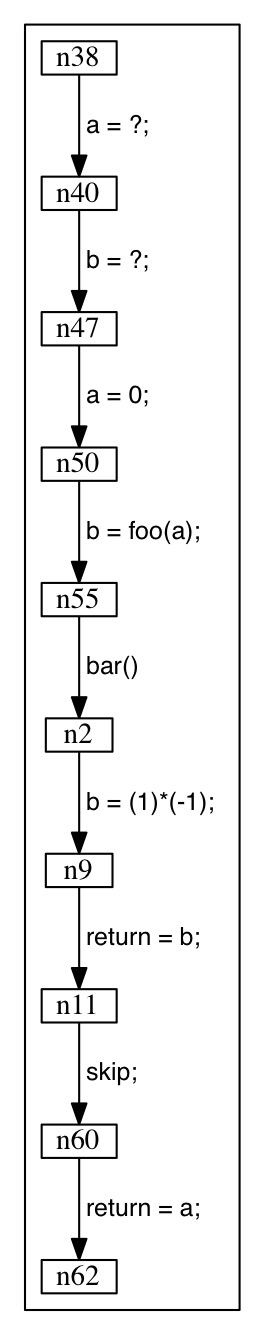 n38
a = ?;
n40
b = ?;
n47
a = 0;
n50
b = foo(a);
n55
bar()
n2
b = (1)*(-1);
n9
return = b;
n11
skip;
n60
return = a;
n62